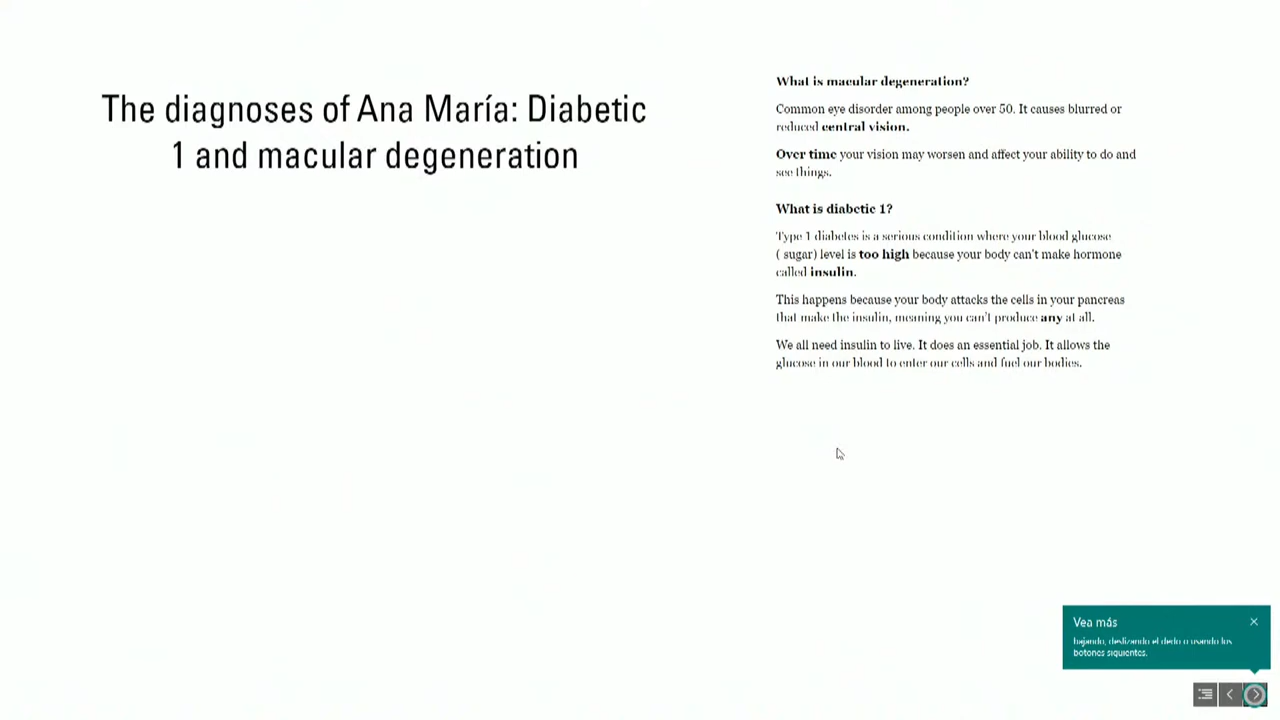 The diagnoses of Ana María: Diabetic
1 and macular degeneration
What is macular degeneration?
Common eye disorder among people over 50. It causes blurred or
reduced central vision.
Over time your vision may worsen and affect your ability to do and
see things.
What is diabetic 1?
Type 1 diabetes is a serious condition where your blood glucose
( sugar) level is too high because your body can't make hormone
called insulin.
This happens because your body attacks the cells in your pancreas
that make the insulin, meaning you can't produce any at all.
We all need insulin to live. It does an essential job. It allows the
glucose in our blood to enter our cells and fuel our bodies.
Vea más
bajando, deslizando el dedo o usando los
botones siguientes.